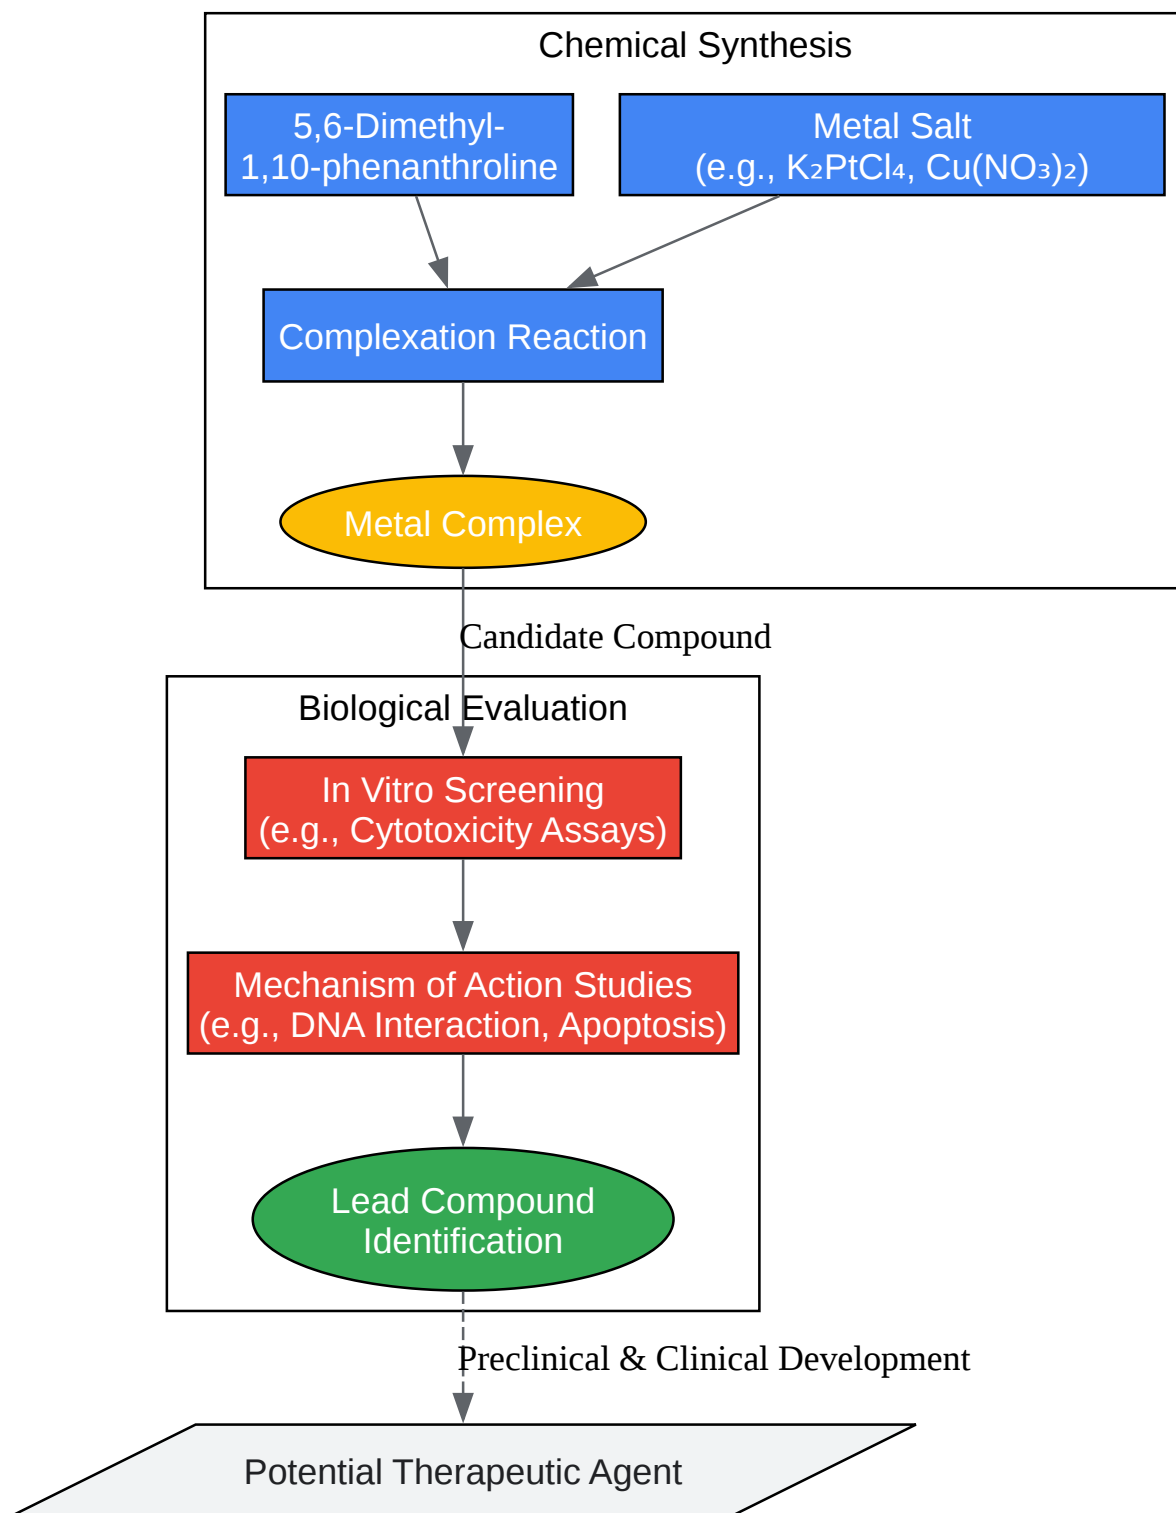 Chemical Synthesis
5,6-Dimethyl-
1,10-phenanthroline
Metal Salt
(e.g., K₂PtCl₄, Cu(NO₃)₂)
Complexation Reaction
Metal Complex
Candidate Compound
Biological Evaluation
In Vitro Screening
(e.g., Cytotoxicity Assays)
Mechanism of Action Studies
(e.g., DNA Interaction, Apoptosis)
Lead Compound
Identification
Preclinical & Clinical Development
Potential Therapeutic Agent